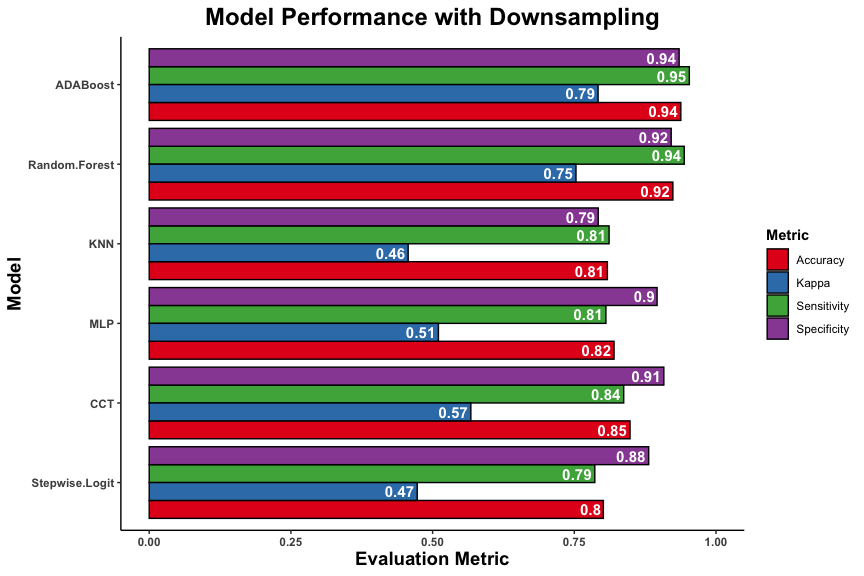 Model Performance with Downsampling
Model
ADABoost
0.94
0.95
0.79
0.94
Random.Forest
0.92
0.94
0.75
0.92
KNN
0.79
0.81
0.46
0.81
MLP
0.9
0.81
0.51
0.82
CCT
0.91
0.84
0.57
0.85
Stepwise.Logit
0.88
0.79
0.47
0.8
0.00 0.25 0.50 0.75 1.00
Evaluation Metric
Metric
Accuracy
Kappa
Sensitivity
Specificity